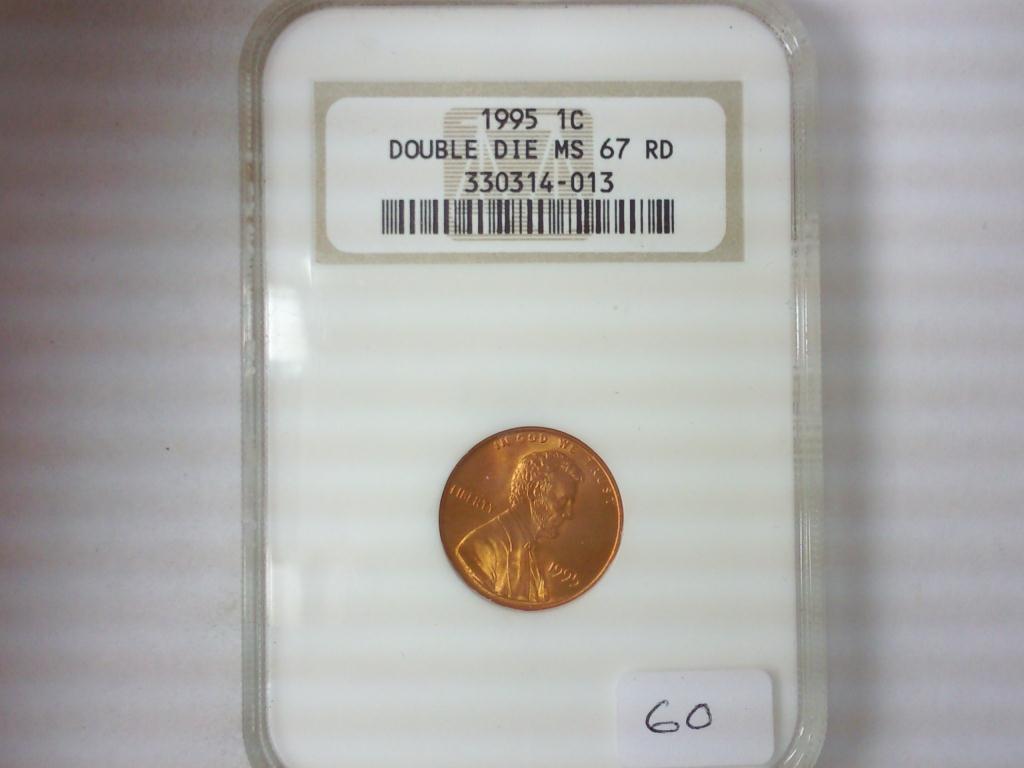 1995 1C
DOUBLE DIE MS 67 RD
330314-013
IN GOD WE TRUST
LIBERTY
1995
60